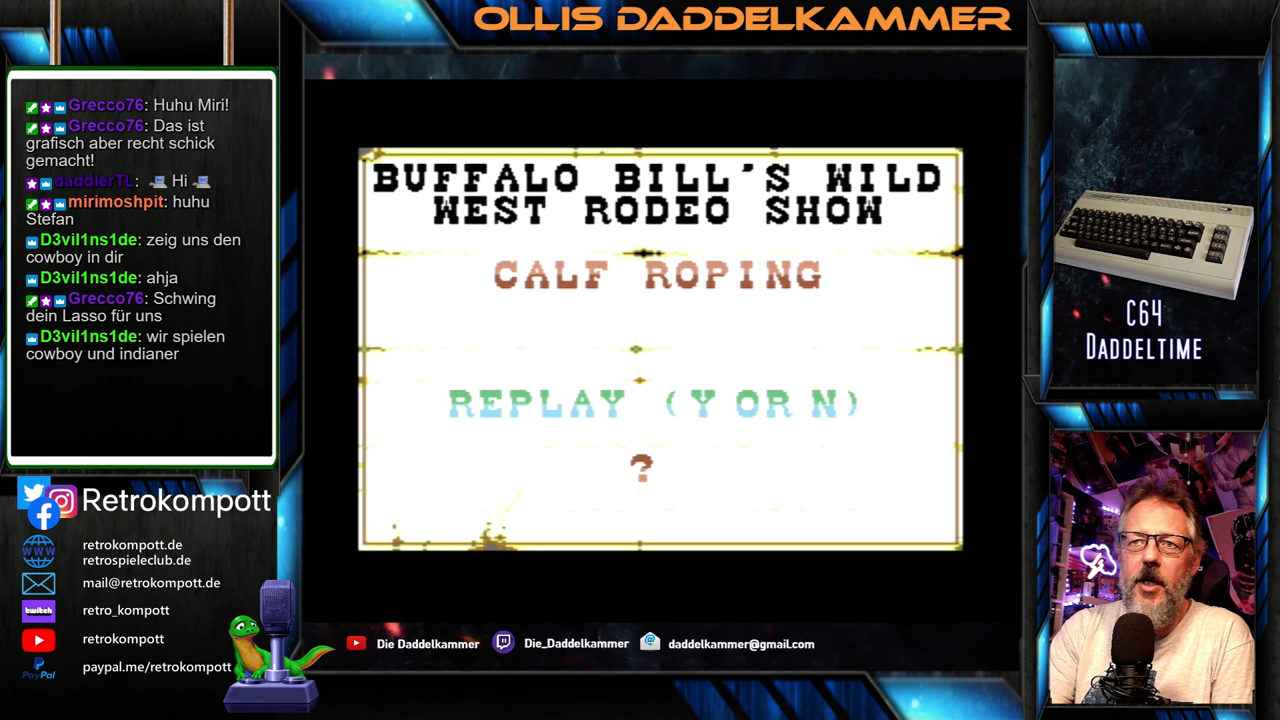 OLLIS DADDELKAMMER
Grecco76: Huhu Miri!
Grecco76: Das ist
grafisch aber recht schick
gemacht!
daddlerTL: Hi
mirimoshpit: huhu
Stefan
D3vil1ns1de: zeig uns den
cowboy in dir
D3vil1ns1de: ahja
Grecco76: Schwing
dein Lasso für uns
D3vil1ns1de: wir spielen
cowboy und indianer
BUFFALO BILL'S WILD
WEST RODEO SHOW
CALF ROPING
REPLAY (Y OR N)
?
C64
DADDELTIME
Retrokompott
WWW
retrokompott.de
retrospieleclub.de
mail@retrokompott.de
twitch
retro_kompott
retrokompott
PayPal
paypal.me/retrokompott
Die Daddelkammer
Die_Daddelkammer
daddelkammer@gmail.com